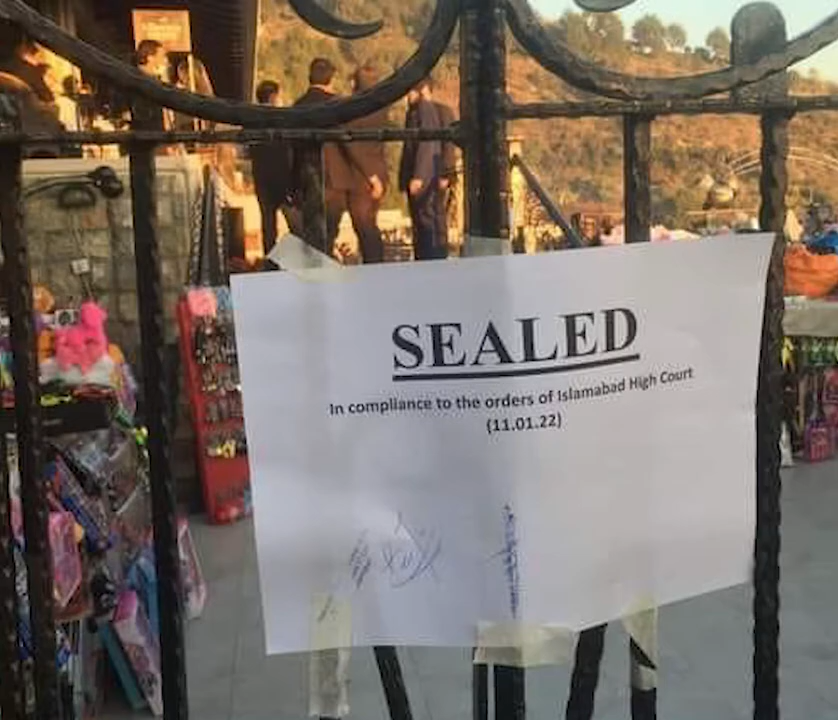 SEALED
In compliance to the orders of Islamabad High Court
(11.01.22)